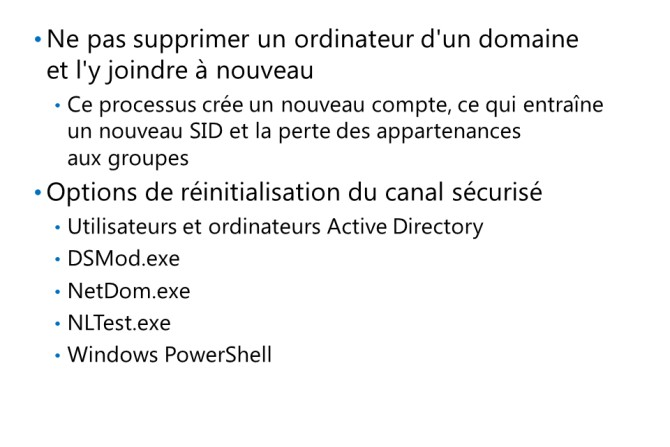 • Ne pas supprimer un ordinateur d'un domaine
et l'y joindre à nouveau
• Ce processus crée un nouveau compte, ce qui entraîne
un nouveau SID et la perte des appartenances
aux groupes
• Options de réinitialisation du canal sécurisé
• Utilisateurs et ordinateurs Active Directory
• DSMod.exe
• NetDom.exe
• NLTest.exe
• Windows PowerShell